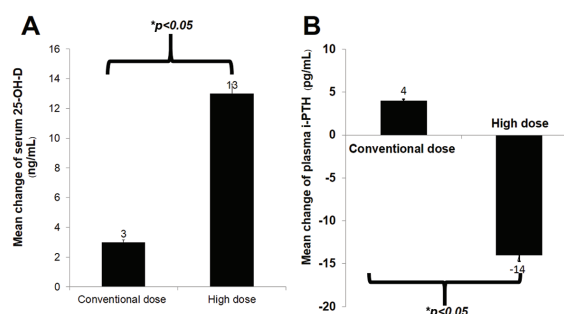 A
*p<0.05
Mean change of serum 25-OH-D
(ng/mL)
16
14
12
10
8
6
4
2
0
3
13
Conventional dose
High dose
B
Mean change of plasma i-PTH (pg/mL)
10
5
0
-5
-10
-15
-20
4
High dose
Conventional dose
-14
*p<0.05